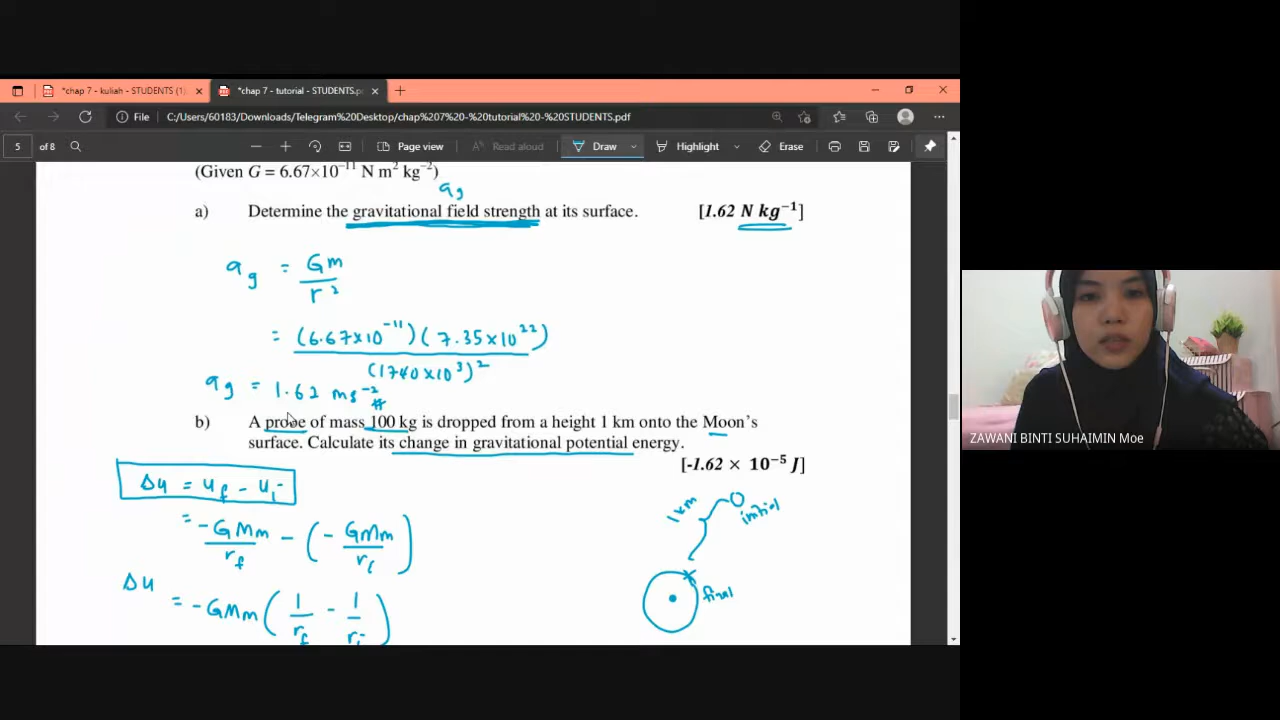 *chap 7 - kuliah - STUDENTS (1)
*chap 7 - tutorial - STUDENTS.p
File C:/Users/60183/Downloads/Telegram%20Desktop/chap%207%20-%20tutorial%20-%20STUDENTS.pdf
5 of 8 Page view Read aloud Draw Highlight Erase
(Given G = 6.67×10⁻¹¹ N m² kg⁻²)
a_g
a) Determine the gravitational field strength at its surface. [1.62 N kg⁻¹]
a_g = Gm
r²
= (6.67×10⁻¹¹)(7.35×10²²)
(1740×10³)²
a_g = 1.62 ms⁻²
b) A probe of mass 100 kg is dropped from a height 1 km onto the Moon's
surface. Calculate its change in gravitational potential energy.
[-1.62 × 10⁻⁵ J]
Δu = u_f - u_i
1km
initial
= -GMm - (- GMm)
r_f r_i
final
Δu
= -GMm (1 - 1)
r_f r_i
ZAWANI BINTI SUHAIMIN Moe